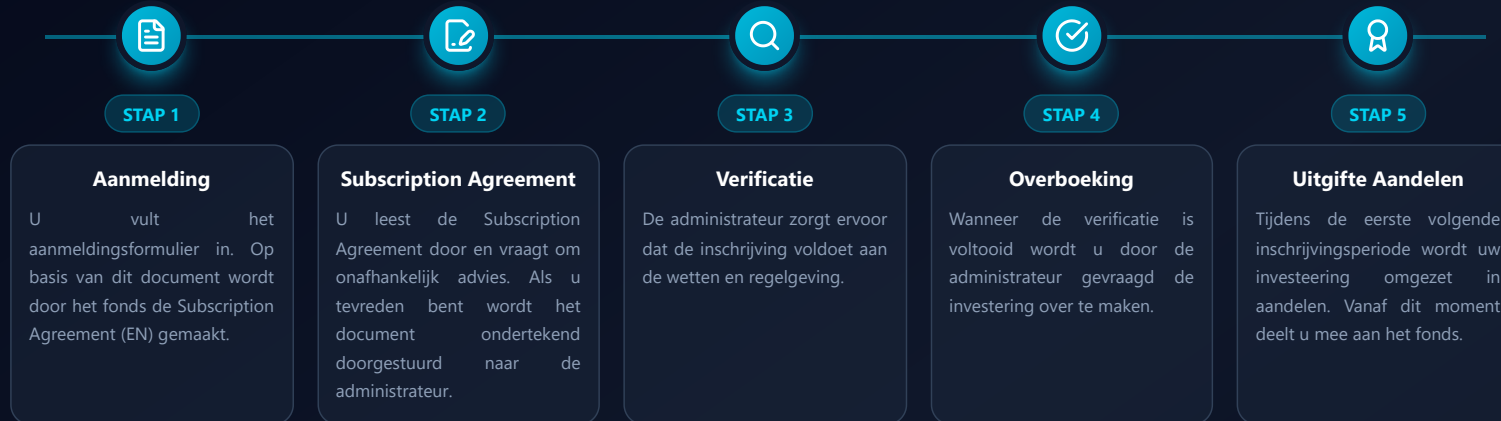 STAP 1
Aanmelding
U vult het
aanmeldingsformulier in. Op
basis van dit document wordt
door het fonds de Subscription
Agreement (EN) gemaakt.
STAP 2
Subscription Agreement
U leest de Subscription
Agreement door en vraagt om
onafhankelijk advies. Als u
tevreden bent wordt het
document ondertekend
doorgestuurd naar de
administrateur.
STAP 3
Verificatie
De administrateur zorgt ervoor
dat de inschrijving voldoet aan
de wetten en regelgeving.
STAP 4
Overboeking
Wanneer de verificatie is
voltooid wordt u door de
administrateur gevraagd de
investering over te maken.
STAP 5
Uitgifte Aandelen
Tijdens de eerste volgende
inschrijvingsperiode wordt uw
investeering omgezet in
aandelen. Vanaf dit moment
deelt u mee aan het fonds.